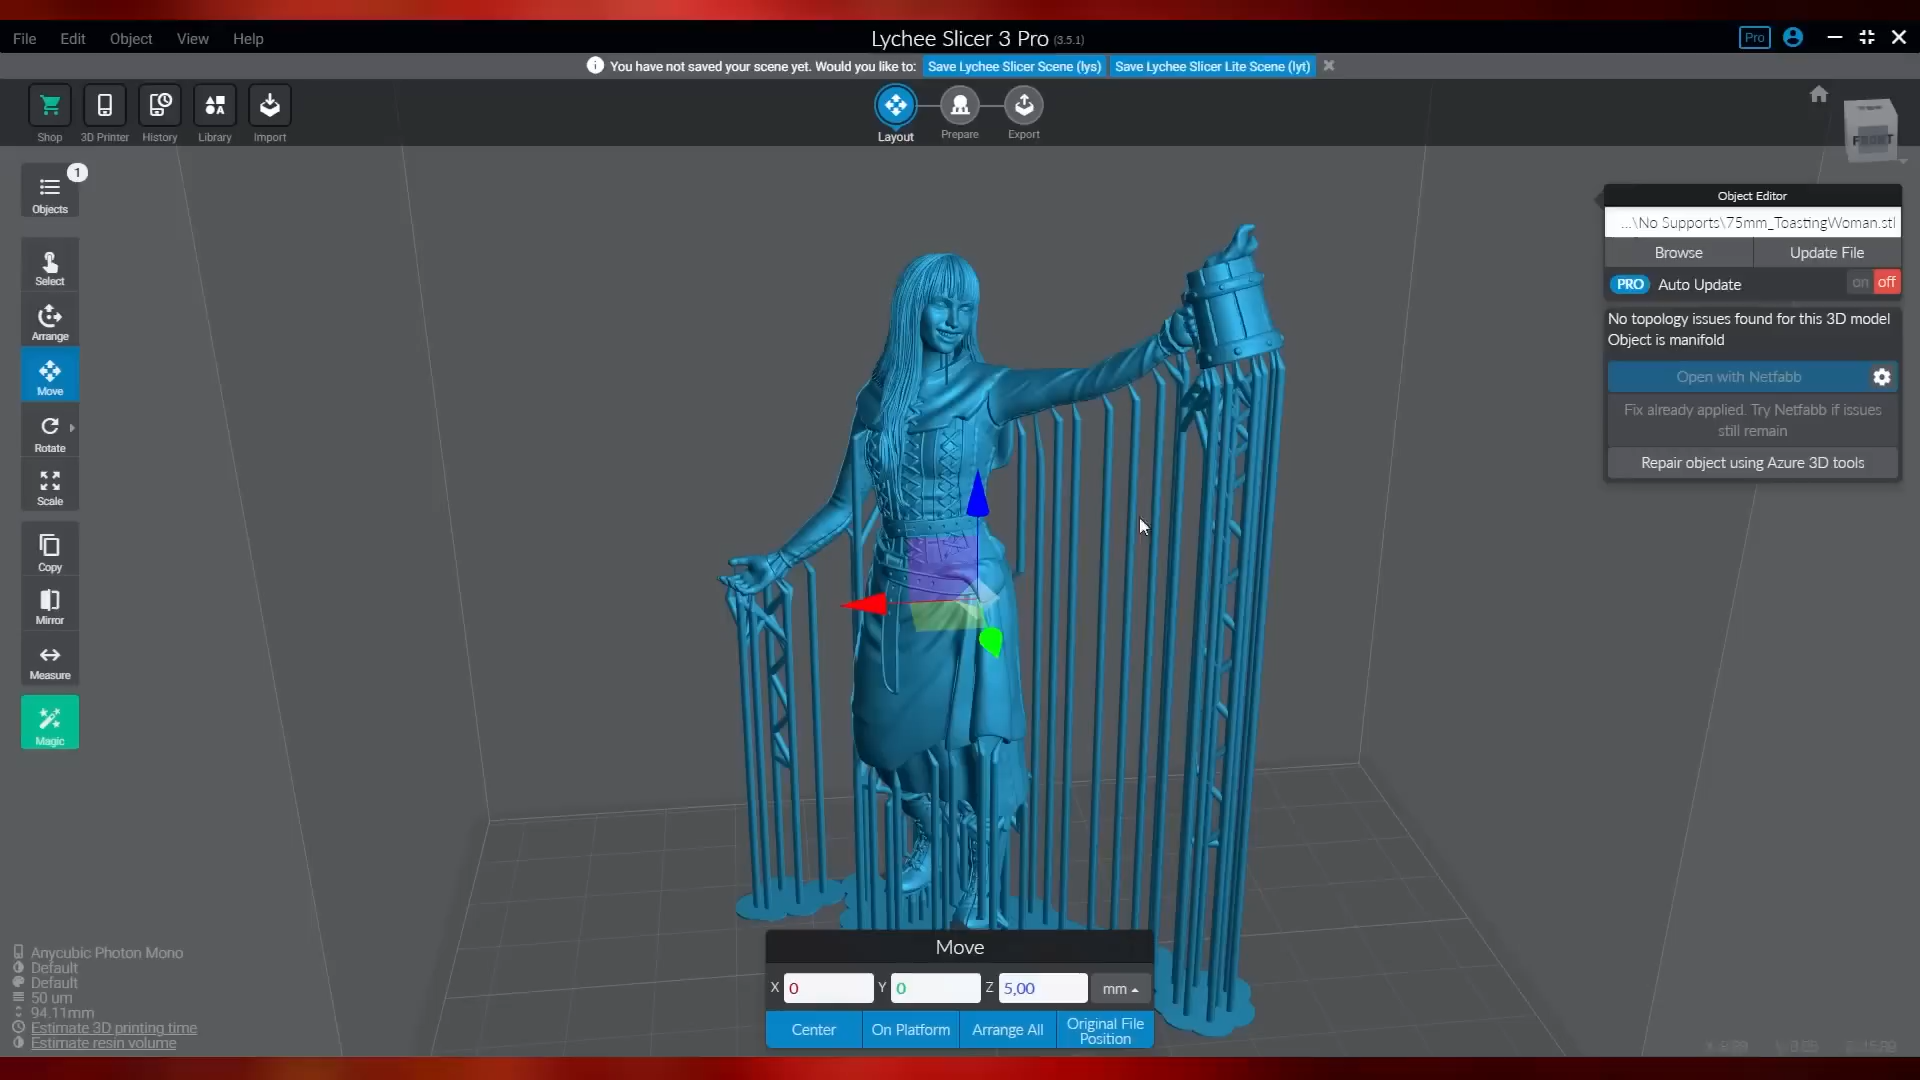 File Edit Object View Help
Lychee Slicer 3 Pro (3.5.1)
Pro
You have not saved your scene yet. Would you like to: Save Lychee Slicer Scene (lys) Save Lychee Slicer Lite Scene (lyt)
Shop 3D Printer History Library Import
Layout Prepare Export
FRONT
1
Objects
Select
Arrange
Move
Rotate
Scale
Copy
Mirror
Measure
Magic
Object Editor
...\No Supports\75mm_ToastingWoman.stl
Browse Update File
PRO Auto Update on off
No topology issues found for this 3D model
Object is manifold
Open with Netfabb
Fix already applied. Try Netfabb if issues
still remain
Repair object using Azure 3D tools
Anycubic Photon Mono
Default
Default
50 um
94.11mm
Estimate 3D printing time
Estimate resin volume
Move
X 0 Y 0 Z 5,00 mm
Center On Platform Arrange All Original File
Position